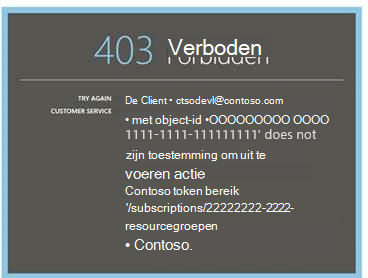 403 Verboden
Forbidden
TRY AGAIN
CUSTOMER SERVICE
De Client • ctsodevl@contoso.com
• met object-id •OOOOOOOOO OOOO
1111-1111-111111111' does not
zijn toestemming om uit te
voeren actie
Contoso token bereik
'/subscriptions/22222222-2222-
resourcegroepen
• Contoso.